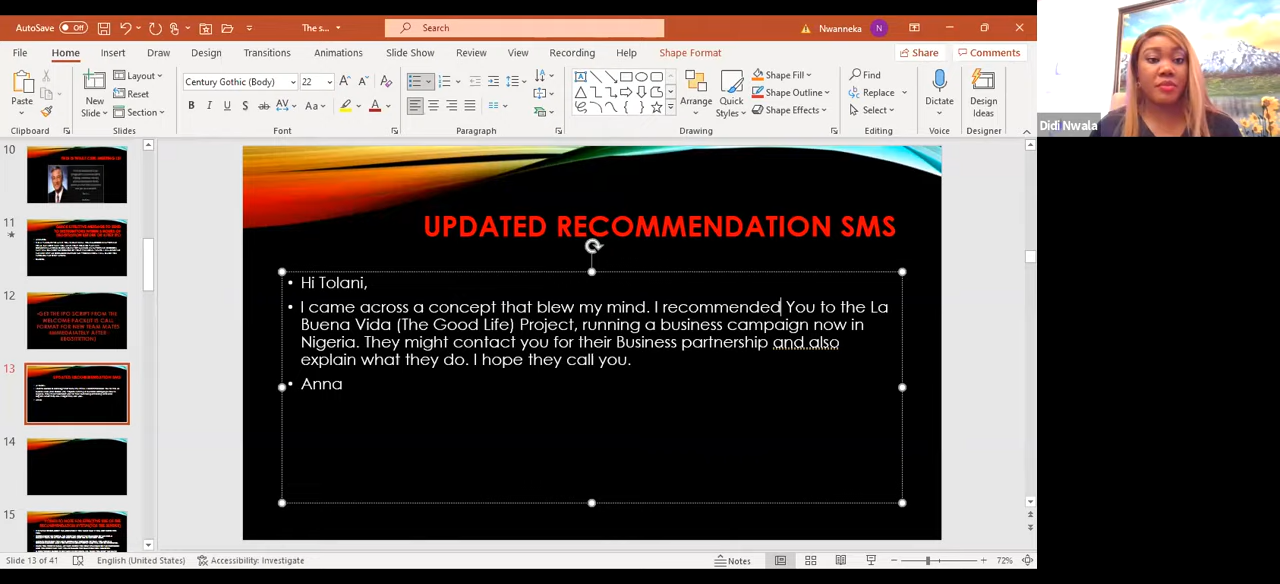 AutoSave Off The s... Search Nwanneka N
File Home Insert Draw Design Transitions Animations Slide Show Review View Recording Help Shape Format Share Comments
Paste New Slide Layout Reset Section Century Gothic (Body) 22 Arrange Quick Styles Shape Fill Shape Outline Shape Effects Find Replace Select Dictate Design Ideas
Clipboard Slides Font Paragraph Drawing Editing Voice Designer
Didi Nwala
10
11
12
13
14
15
UPDATED RECOMMENDATION SMS
• Hi Tolani,
• I came across a concept that blew my mind. I recommended You to the La
Buena Vida (The Good Life) Project, running a business campaign now in
Nigeria. They might contact you for their Business partnership and also
explain what they do. I hope they call you.
• Anna
Slide 13 of 41 English (United States) Accessibility: Investigate Notes 72%